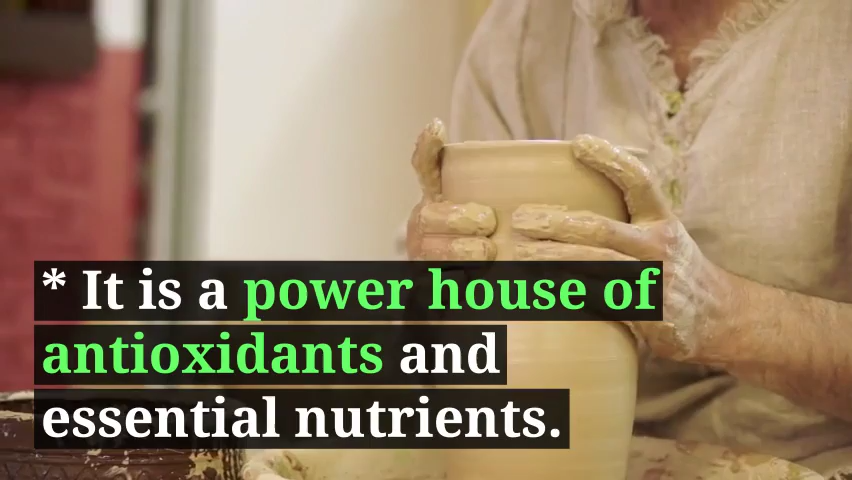 * It is a power house of
antioxidants and
essential nutrients.